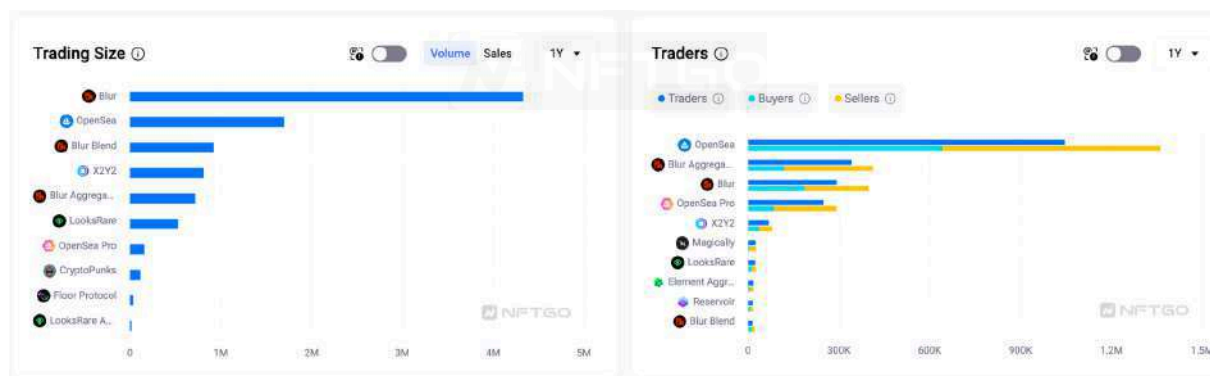 Trading Size
Volume Sales 1Y
Blur
OpenSea
Blur Blend
X2Y2
Blur Aggrega...
LooksRare
OpenSea Pro
CryptoPunks
Floor Protocol
LooksRare A...
0 1M 2M 3M 4M 5M
NFTGO
Traders
1Y
Traders Buyers Sellers
OpenSea
Blur Aggrega...
Blur
OpenSea Pro
X2Y2
Magically
LooksRare
Element Aggr...
Reservoir
Blur Blend
0 300K 600K 900K 1.2M 1.5M
NFTGO
NFTGO